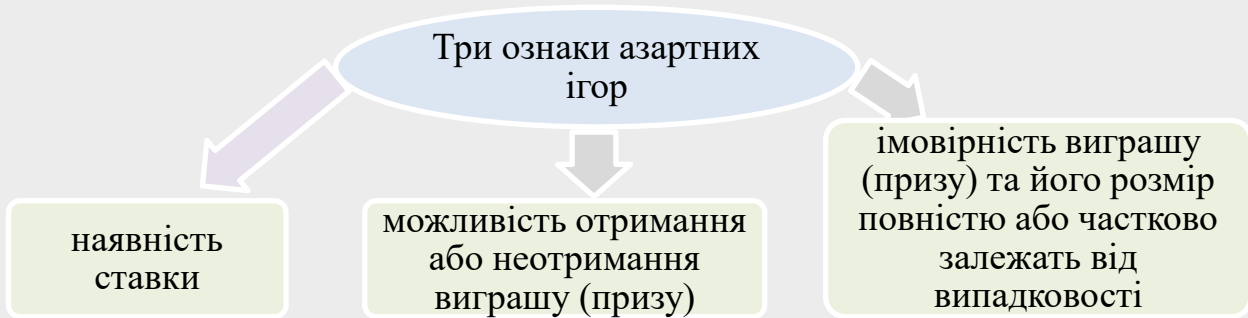 Три ознаки азартних
ігор
наявність
ставки
можливість отримання
або неотримання
виграшу (призу)
імовірність виграшу
(призу) та його розмір
повністю або частково
залежать від
випадковості